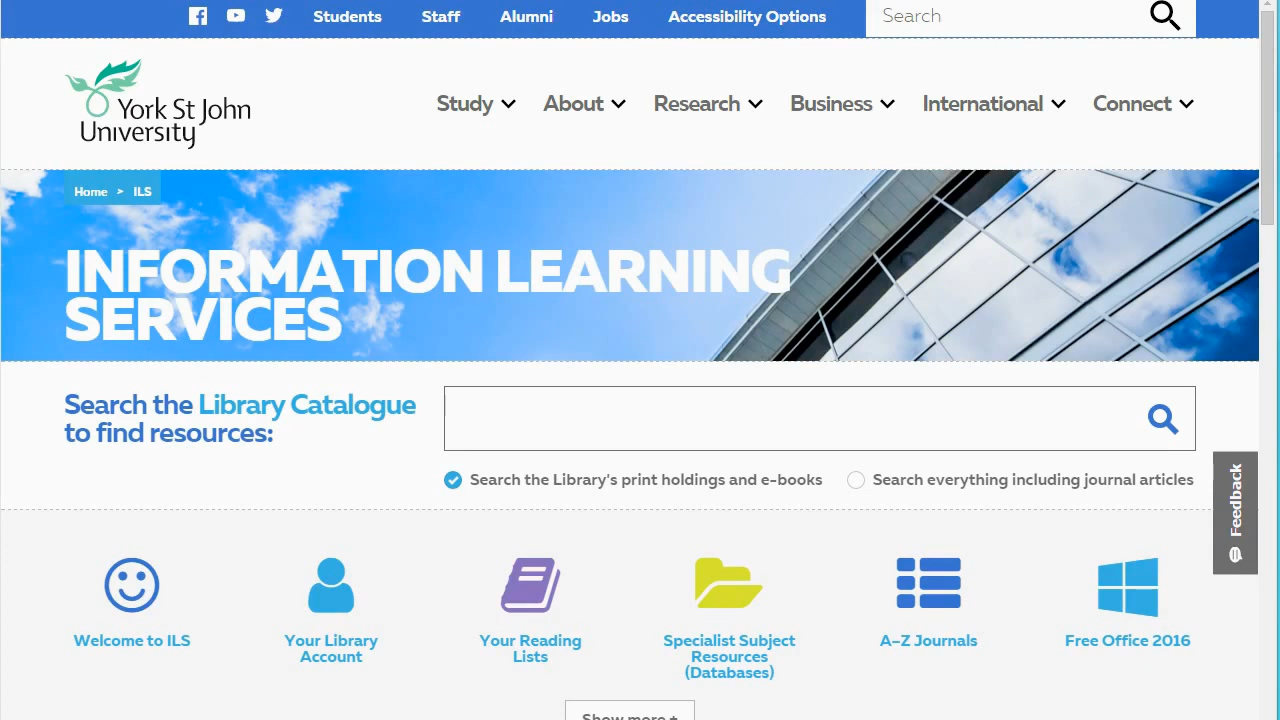 Students Staff Alumni Jobs Accessibility Options Search
York St John
University
Study About Research Business International Connect
Home > ILS
INFORMATION LEARNING
SERVICES
Search the Library Catalogue
to find resources:
Search the Library's print holdings and e-books Search everything including journal articles
Feedback
Welcome to ILS
Your Library
Account
Your Reading
Lists
Specialist Subject
Resources
(Databases)
A–Z Journals
Free Office 2016
Show more +